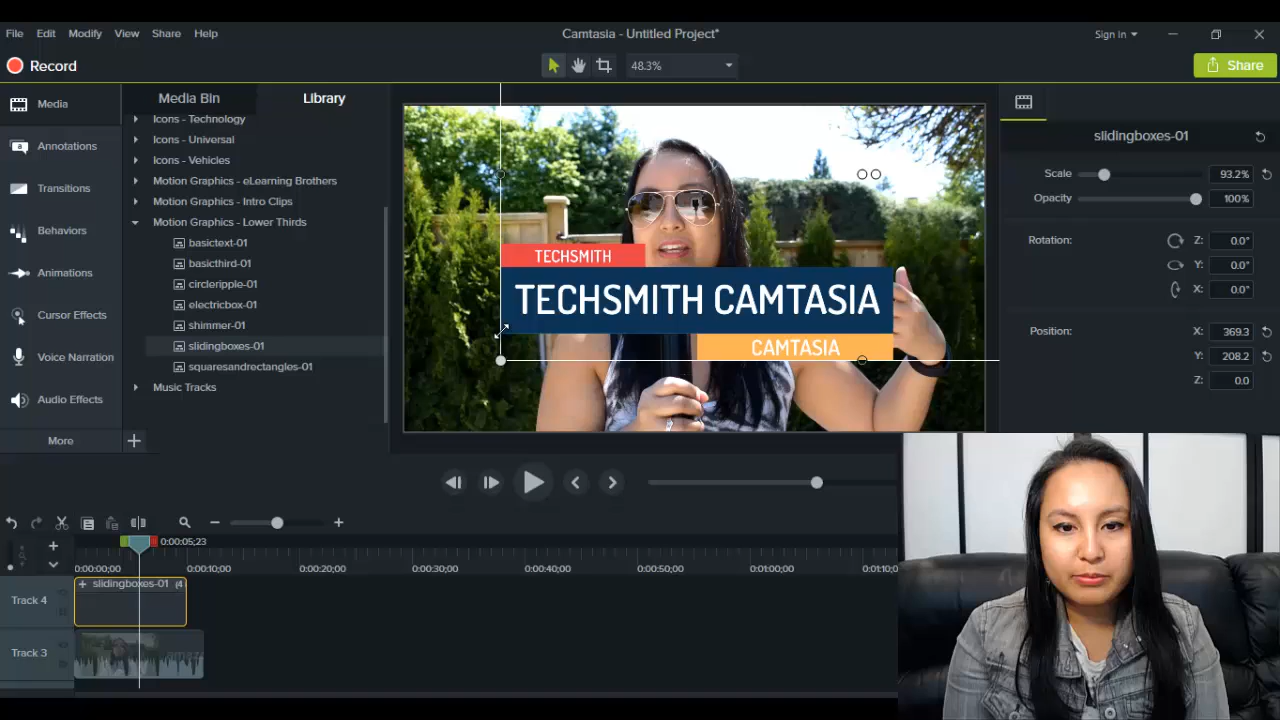 File Edit Modify View Share Help
Camtasia - Untitled Project*
Sign in
Record
48.3%
Share
Media
Annotations
Transitions
Behaviors
Animations
Cursor Effects
Voice Narration
Audio Effects
More
Media Bin
Library
Icons - Technology
Icons - Universal
Icons - Vehicles
Motion Graphics - eLearning Brothers
Motion Graphics - Intro Clips
Motion Graphics - Lower Thirds
basictext-01
basicthird-01
circleripple-01
electricbox-01
shimmer-01
slidingboxes-01
squaresandrectangles-01
Music Tracks
TECHSMITH
TECHSMITH CAMTASIA
CAMTASIA
slidingboxes-01
Scale 93.2%
Opacity 100%
Rotation: Z: 0.0°
Y: 0.0°
X: 0.0°
Position: X: 369.3
Y: 208.2
Z: 0.0
0:00:05;23
0:00:00;00 0:00:10;00 0:00:20;00 0:00:30;00 0:00:40;00 0:00:50;00 0:01:00;00 0:01:10;0
Track 4
slidingboxes-01
Track 3